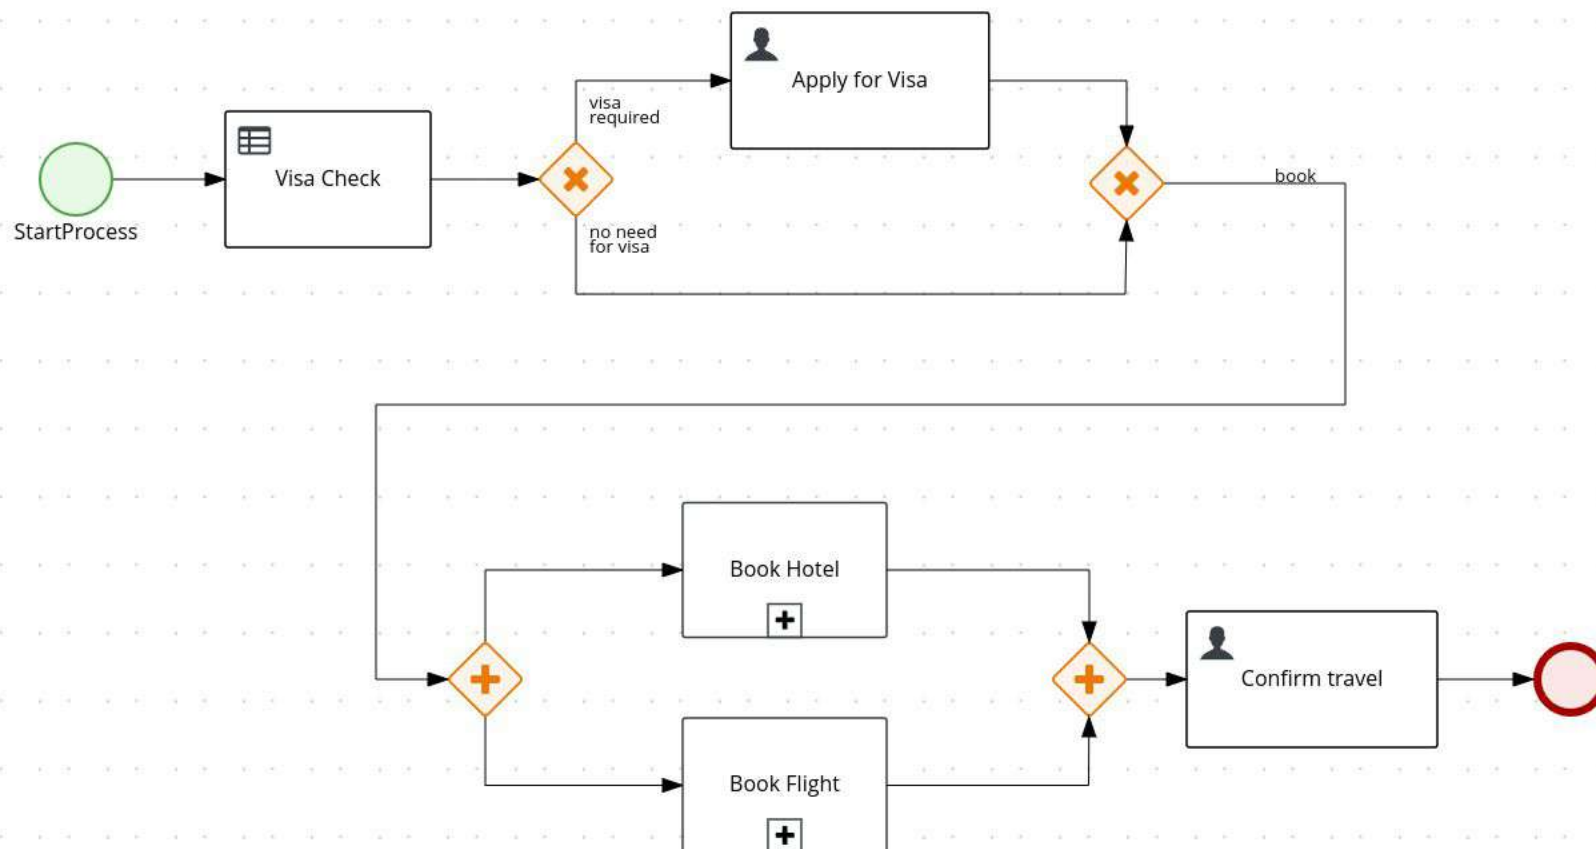 Apply for Visa
visa
required
Visa Check
book
StartProcess
no need
for visa
Book Hotel
Confirm travel
Book Flight